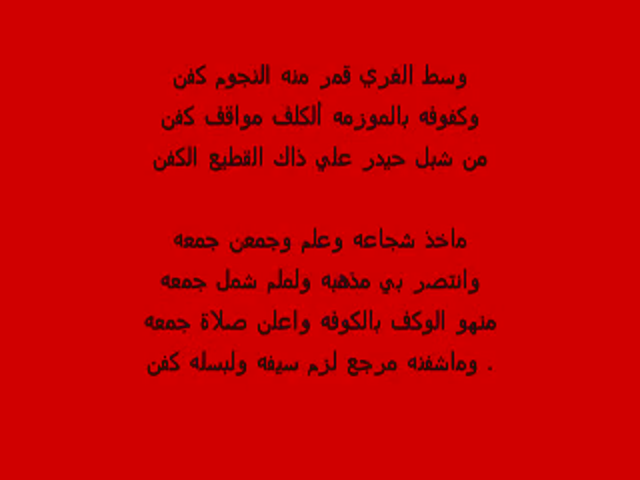 وسط الغري قمر منه النجوم كفن
وكفوفه بالموزمه ألكلف مواقف كفن
من شبل حيدر علي ذاك القطيع الكفن
ماخذ شجاعه وعلم وجمعن جمعه
وانتصر بي مذهبه ولملم شمل جمعه
منهو الوكف بالكوفه واعلن صلاة جمعه
وماشفنه مرجع لزم سيفه ولبسله كفن .